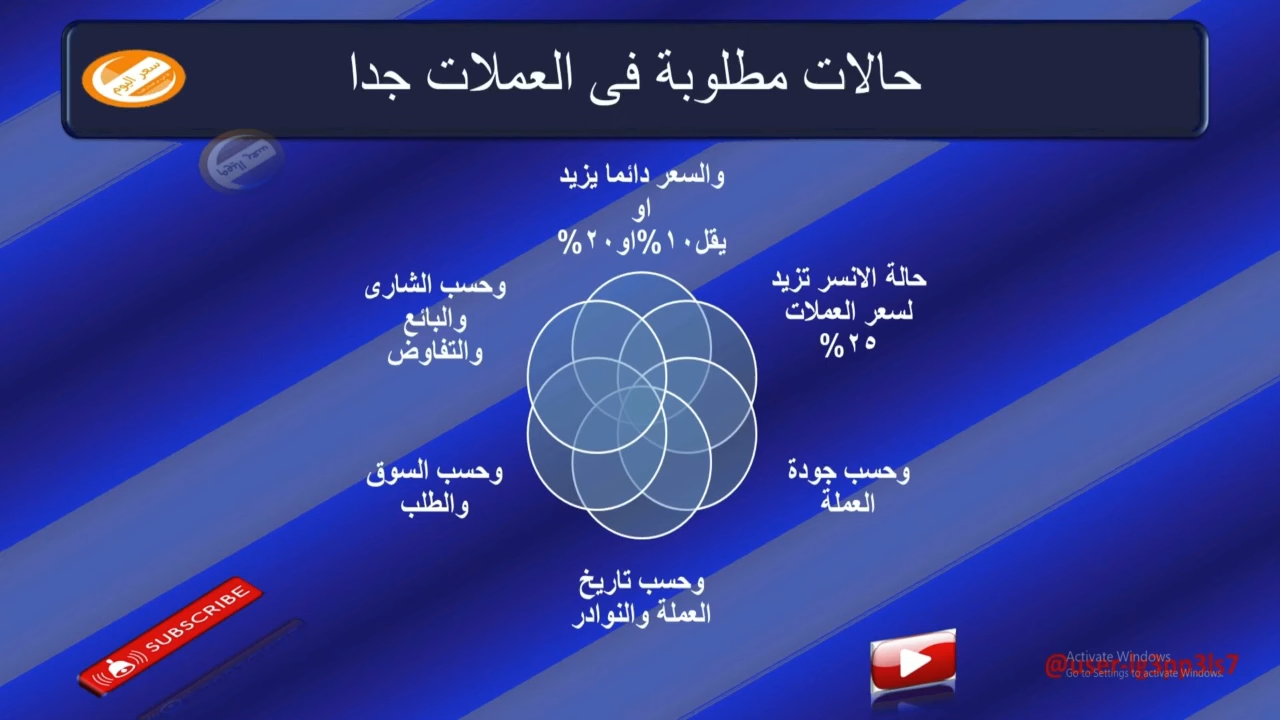 حالات مطلوبة فى العملات جدا
سعر اليوم
والسعر دائما يزيد
او
يقل١٠%او٢٠%
حالة الانسر تزيد
لسعر العملات
٢٥%
وحسب جودة
العملة
وحسب تاريخ
العملة والنوادر
وحسب السوق
والطلب
وحسب الشارى
والبائع
والتفاوض
SUBSCRIBE
Activate Windows
Go to Settings to activate Windows.